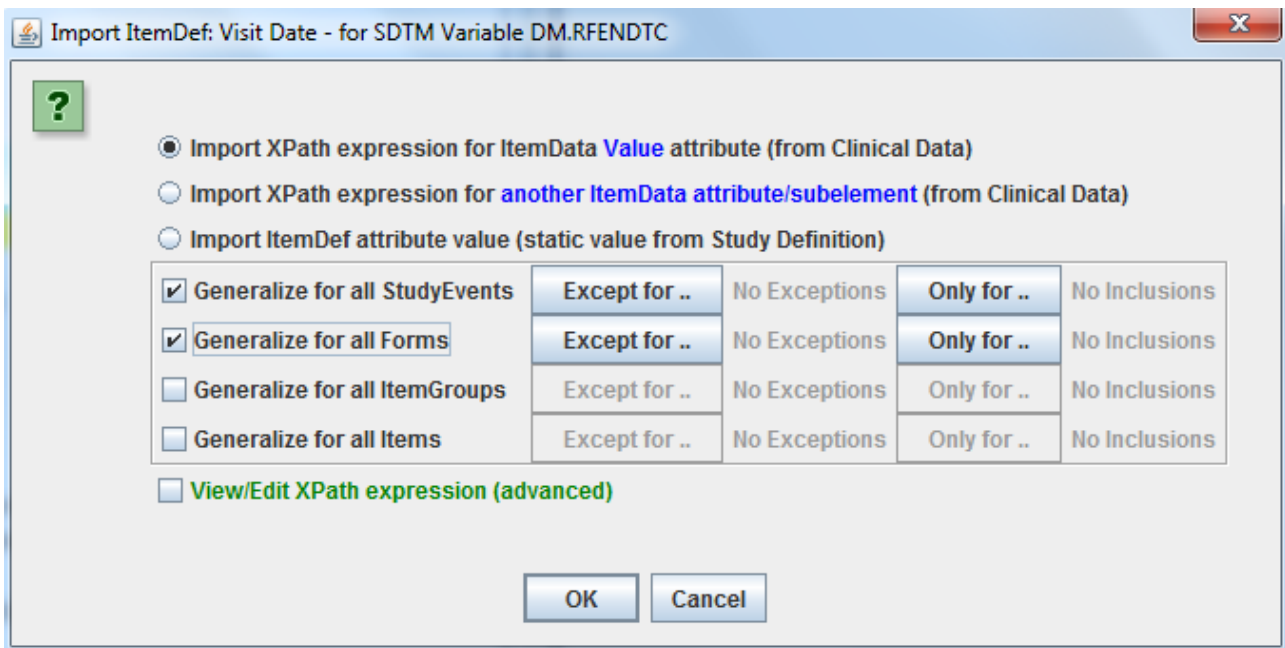 Import ItemDef: Visit Date - for SDTM Variable DM.RFENDTC
X
?
Import XPath expression for ItemData Value attribute (from Clinical Data)
Import XPath expression for another ItemData attribute/subelement (from Clinical Data)
Import ItemDef attribute value (static value from Study Definition)
Generalize for all StudyEvents Except for .. No Exceptions Only for .. No Inclusions
Generalize for all Forms Except for .. No Exceptions Only for .. No Inclusions
Generalize for all ItemGroups Except for .. No Exceptions Only for .. No Inclusions
Generalize for all Items Except for .. No Exceptions Only for .. No Inclusions
View/Edit XPath expression (advanced)
OK Cancel